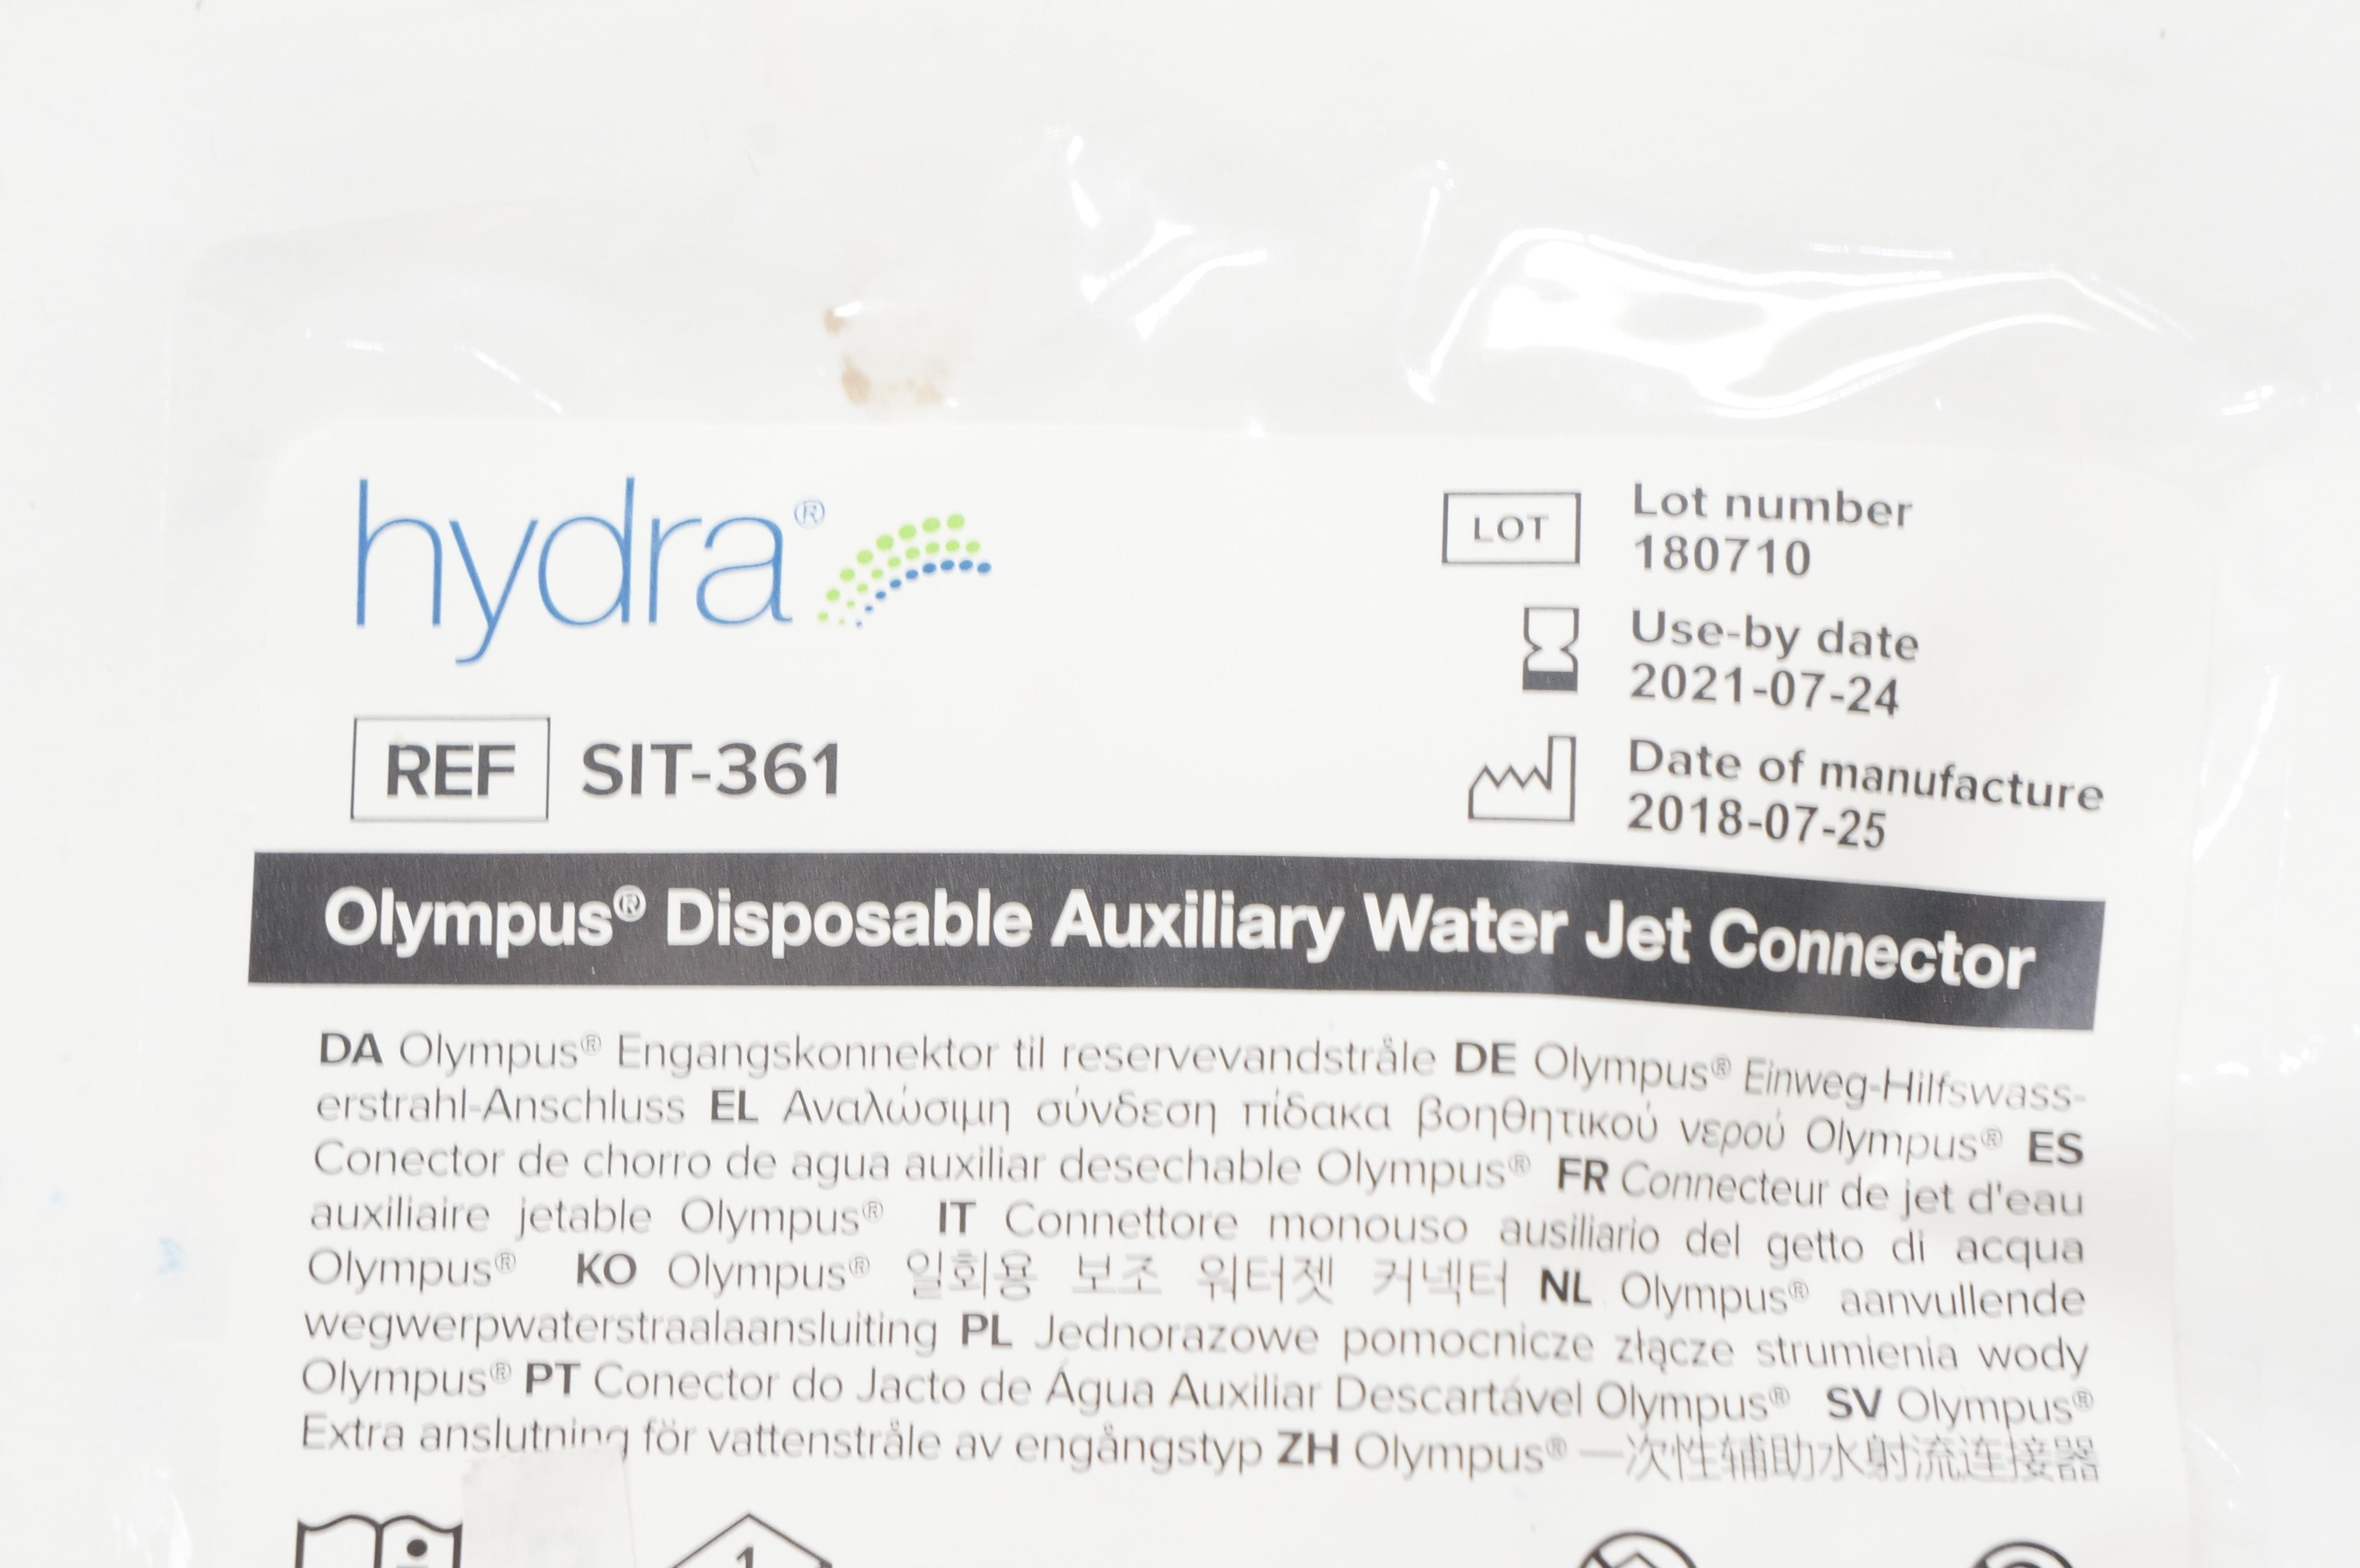 hydra®
LOT
Lot number
180710
Use-by date
2021-07-24
REF SIT-361
Date of manufacture
2018-07-25
Olympus® Disposable Auxiliary Water Jet Connector
DA Olympus® Engangskonnektor til reservevandstråle DE Olympus® Einweg-Hilfswass-
erstrahl-Anschluss EL Αναλώσιμη σύνδεση πίδακα βοηθητικού νερού Olympus® ES
Conector de chorro de agua auxiliar desechable Olympus® FR Connecteur de jet d'eau
auxiliaire jetable Olympus® IT Connettore monouso ausiliario del getto di acqua
Olympus® KO Olympus® 일회용 보조 워터젯 커넥터 NL Olympus® aanvullende
wegwerpwaterstraalaansluiting PL Jednorazowe pomocnicze złącze strumienia wody
Olympus® PT Conector do Jacto de Água Auxiliar Descartável Olympus® SV Olympus®
Extra anslutning för vattenstråle av engångstyp ZH Olympus® 一次性辅助水射流连接器
1